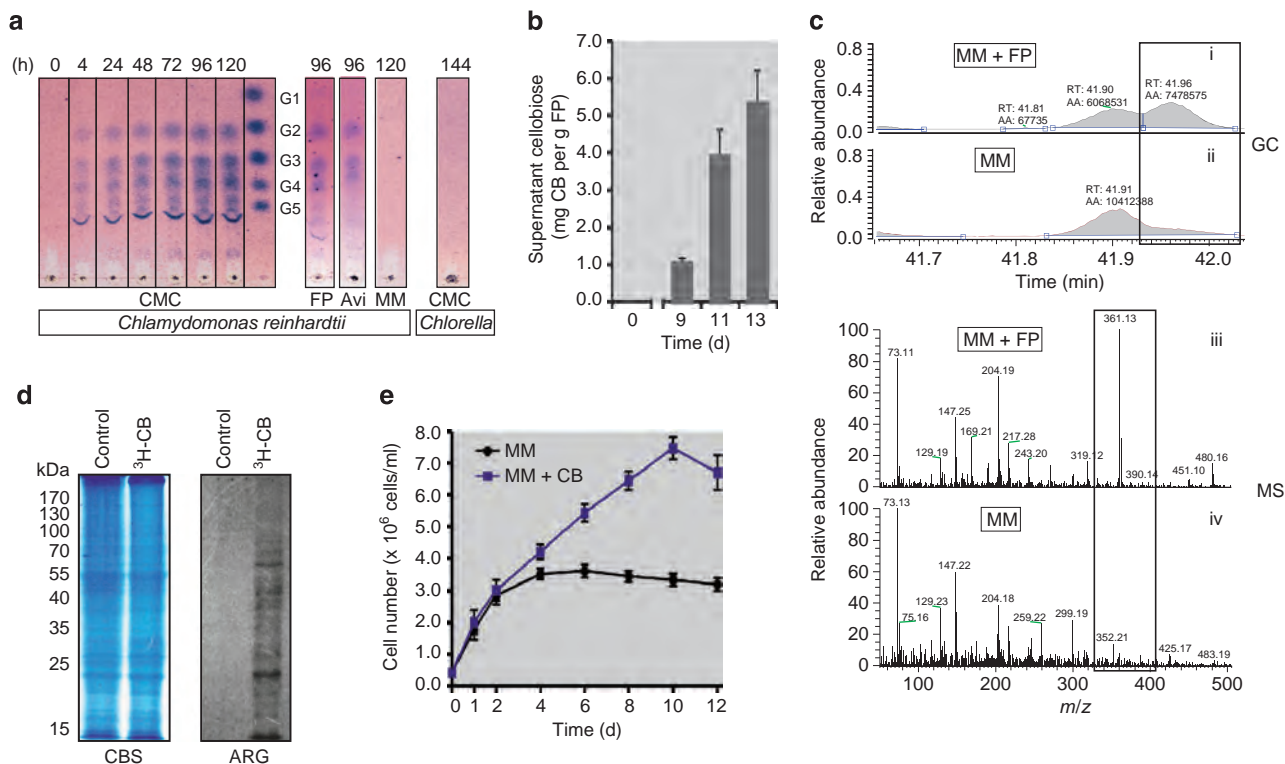 a
(h) 0 4 24 48 72 96 120 96 96 120 144
G1
G2
G3
G4
G5
CMC FP Avi MM CMC
Chlamydomonas reinhardtii Chlorella
b
Supernatant cellobiose
(mg CB per g FP)
7.0
6.0
5.0
4.0
3.0
2.0
1.0
0.0
0 9 11 13
Time (d)
c
Relative abundance
0.8
0.4
0.0
MM + FP
i
RT: 41.81
AA: 67735
RT: 41.90
AA: 6068531
RT: 41.96
AA: 7478575
GC
Relative abundance
0.8
0.4
0.0
MM
ii
RT: 41.91
AA: 10412388
41.7 41.8 41.9 42.0
Time (min)
Relative abundance
100
80
60
40
20
0
MM + FP
iii
73.11
129.19
147.25
169.21
204.19
217.28
243.20
319.12
361.13
390.14
451.10
480.16
MS
Relative abundance
100
80
60
40
20
0
MM
iv
73.13
75.16
129.23
147.22
204.18
259.22
299.19
352.21
425.17
483.19
100 200 300 400 500
m/z
d
Control
3H-CB
Control
3H-CB
kDa
170
130
100
70
55
40
35
25
15
CBS ARG
e
Cell number (x 10⁶ cells/ml)
8.0
7.0
6.0
5.0
4.0
3.0
2.0
1.0
0.0
MM
MM + CB
0 1 2 4 6 8 10 12
Time (d)